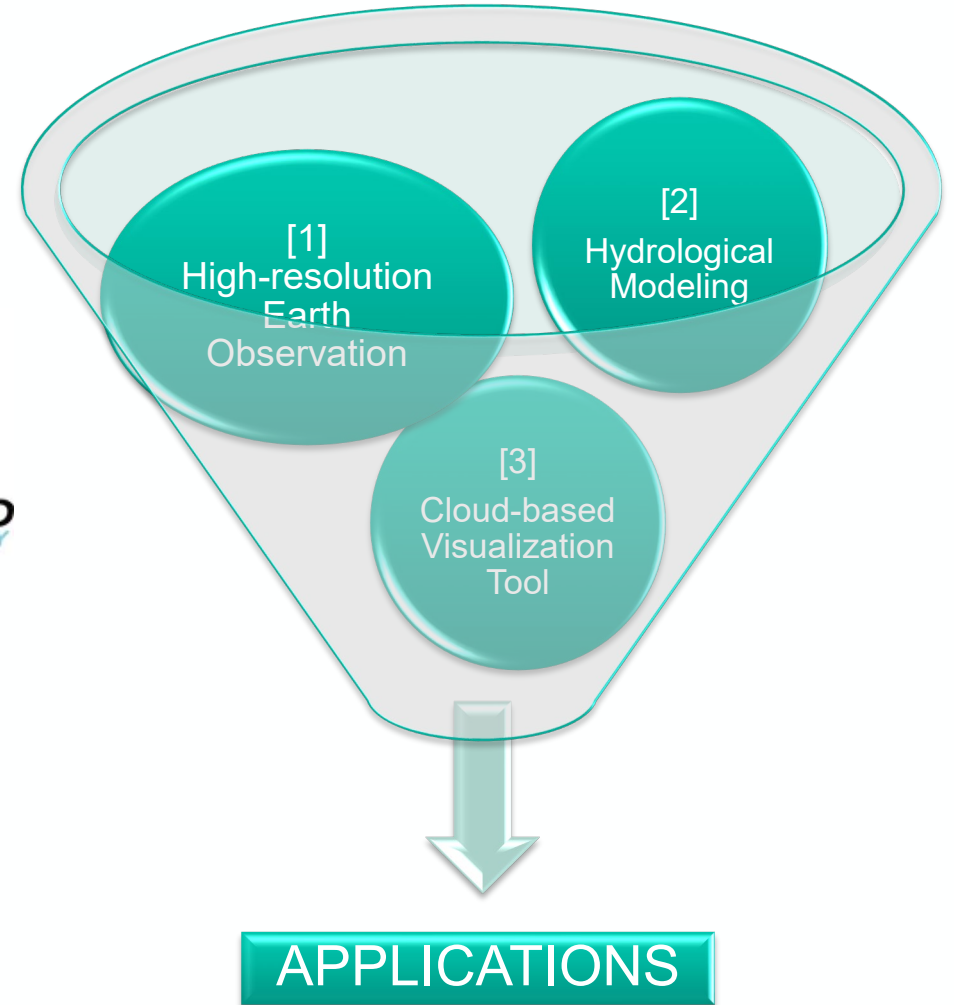 [1]
High-resolution
Earth
Observation
[2]
Hydrological
Modeling
[3]
Cloud-based
Visualization
Tool
APPLICATIONS